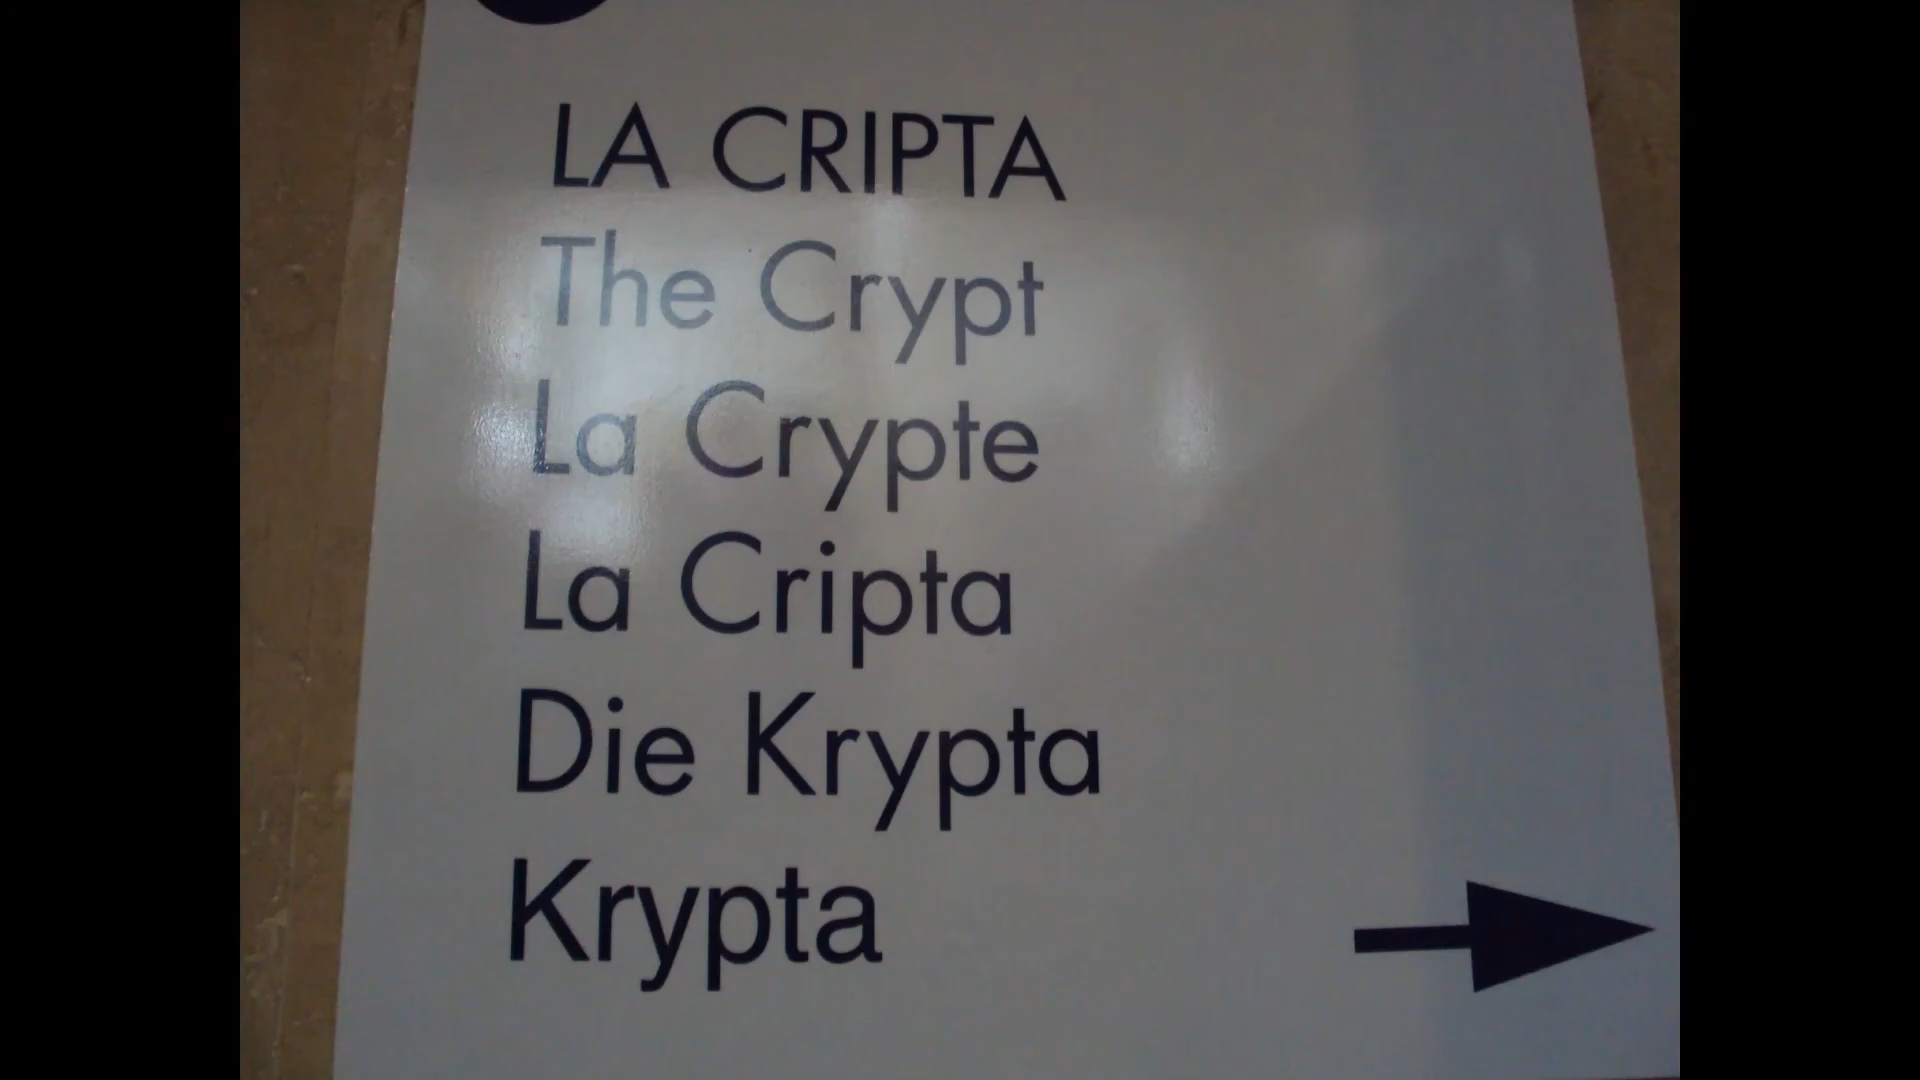 LA CRIPTA
The Crypt
La Crypte
La Cripta
Die Krypta
Krypta